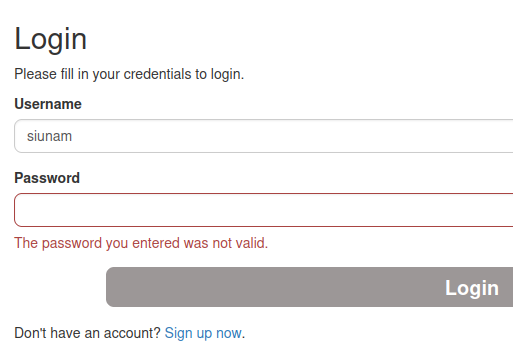 Login
Please fill in your credentials to login.
Username
siunam
Password
The password you entered was not valid.
Login
Don't have an account? Sign up now.